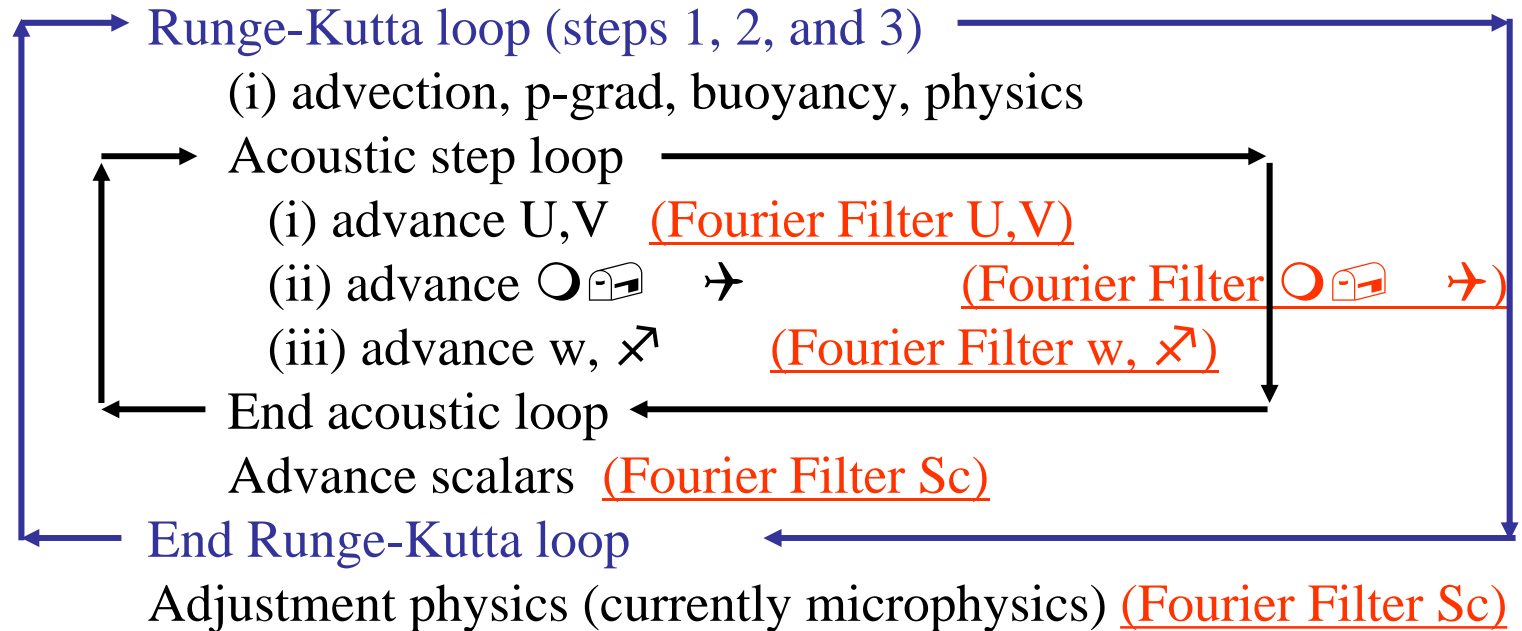 Runge-Kutta loop (steps 1, 2, and 3)
(i) advection, p-grad, buoyancy, physics
Acoustic step loop
(i) advance U,V (Fourier Filter U,V)
(ii) advance ❍🗃 ✈ (Fourier Filter ❍🗃 ✈)
(iii) advance w, ♐ (Fourier Filter w, ♐)
End acoustic loop
Advance scalars (Fourier Filter Sc)
End Runge-Kutta loop
Adjustment physics (currently microphysics) (Fourier Filter Sc)